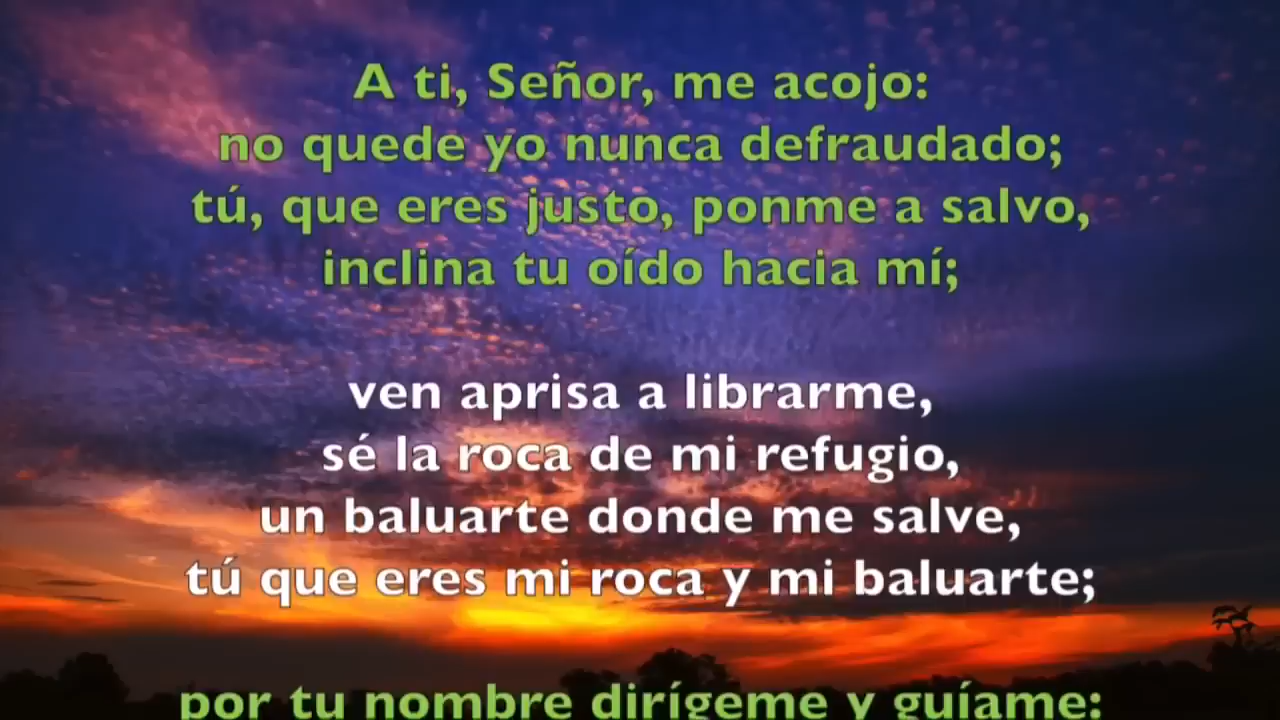 A ti, Señor, me acojo:
no quede yo nunca defraudado;
tú, que eres justo, ponme a salvo,
inclina tu oído hacia mí;
ven aprisa a librarme,
sé la roca de mi refugio,
un baluarte donde me salve,
tú que eres mi roca y mi baluarte;
por tu nombre dirígeme y guíame: